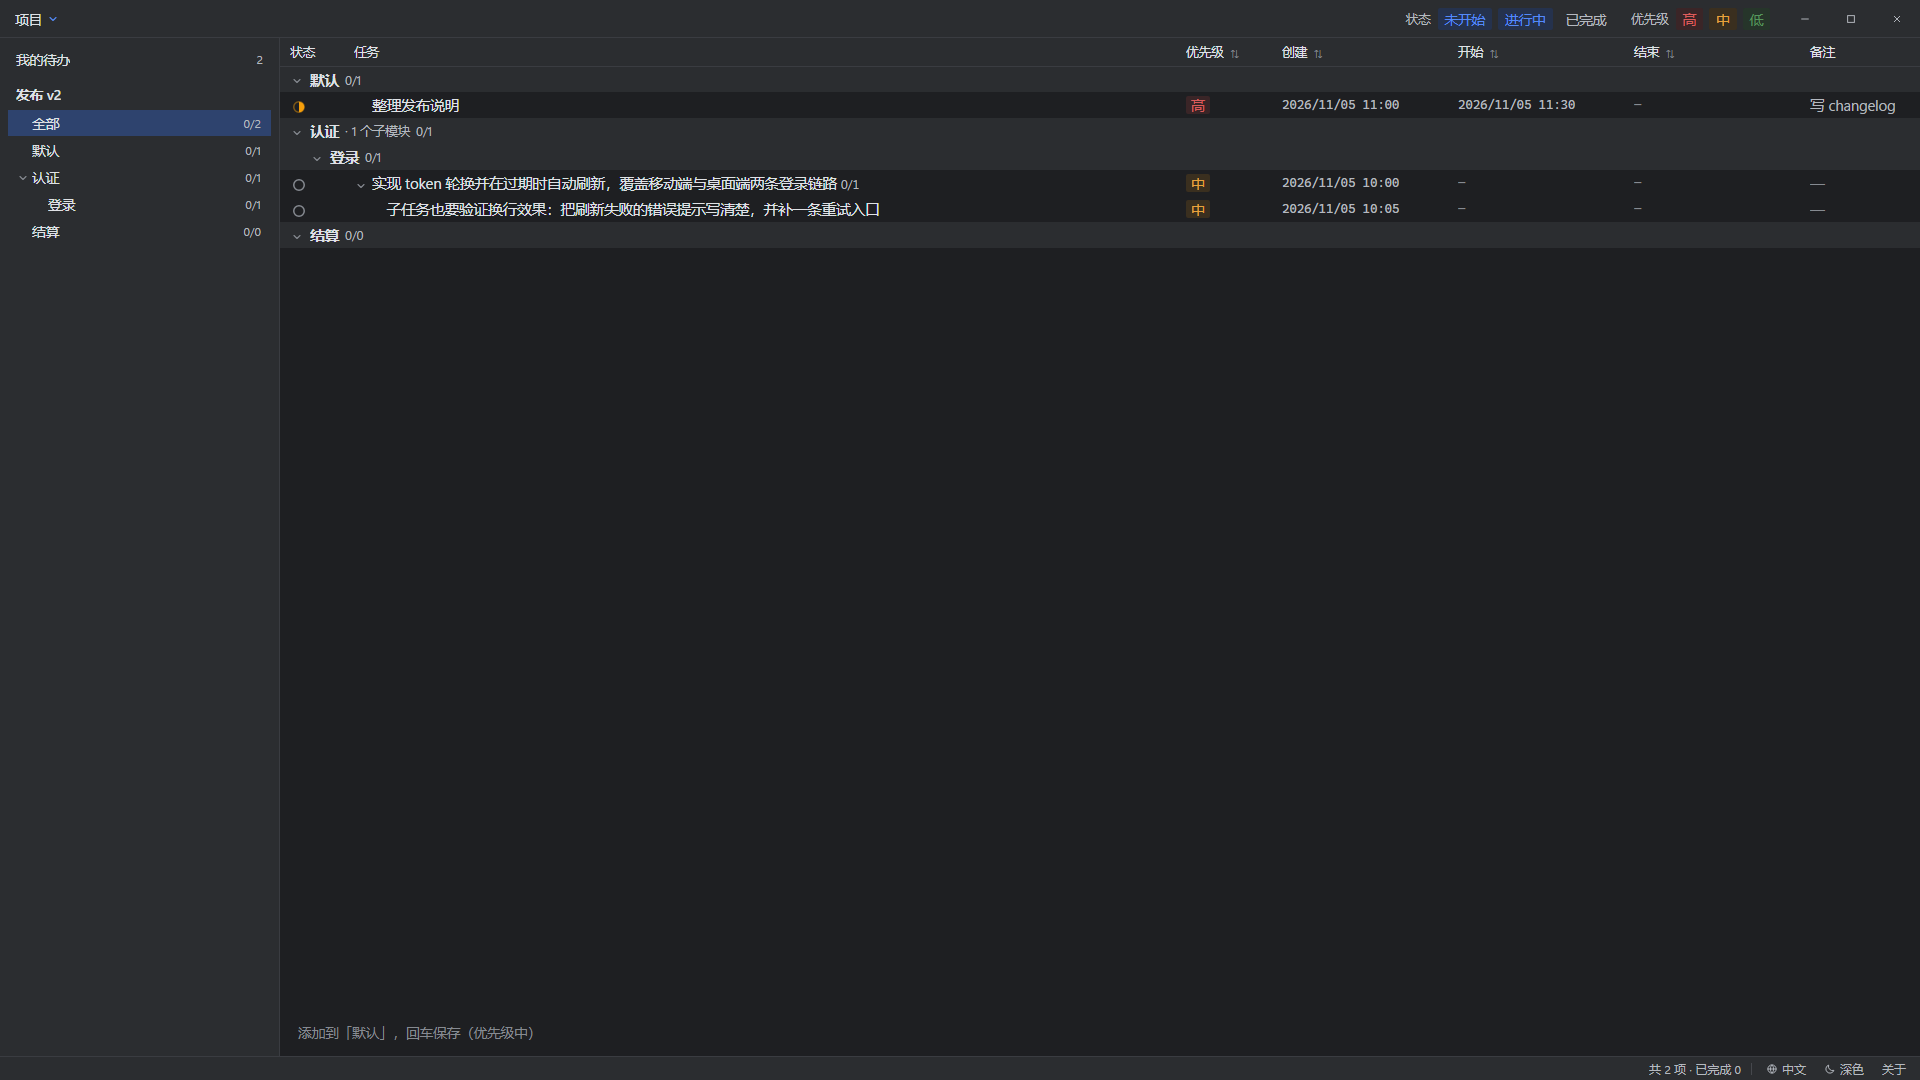 项目 状态 未开始 进行中 已完成 优先级 高 中 低
我的待办 2
发布 v2
全部 0/2
默认 0/1
认证 0/1
登录 0/1
结算 0/0
状态 任务 优先级 创建 开始 结束 备注
默认 0/1
整理发布说明 高 2026/11/05 11:00 2026/11/05 11:30 — 写 changelog
认证 · 1 个子模块 0/1
登录 0/1
实现 token 轮换并在过期时自动刷新，覆盖移动端与桌面端两条登录链路 0/1 中 2026/11/05 10:00 — — —
子任务也要验证换行效果：把刷新失败的错误提示写清楚，并补一条重试入口 中 2026/11/05 10:05 — — —
结算 0/0
添加到「默认」，回车保存（优先级中）
共 2 项 · 已完成 0 中文 深色 关于